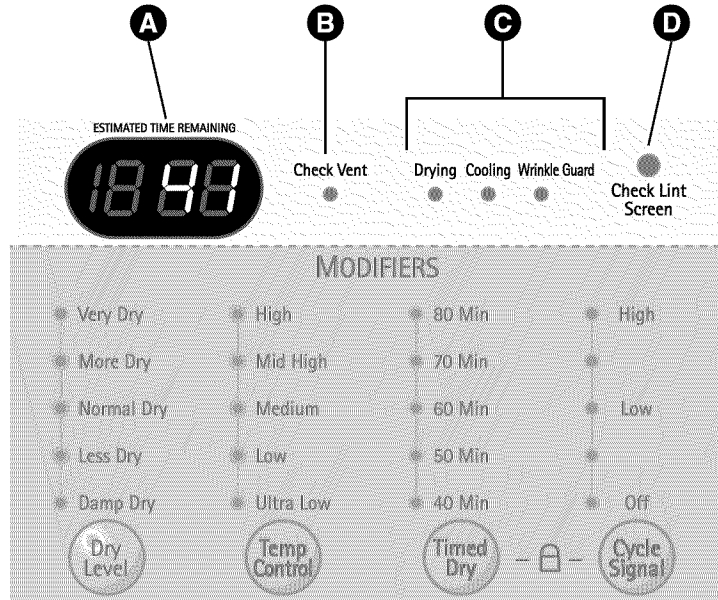 A B C D
ESTIMATED TIME REMAINING
41
Check Vent
Drying Cooling Wrinkle Guard
Check Lint
Screen
MODIFIERS
Very Dry High 80 Min High
More Dry Mid High 70 Min
Normal Dry Medium 60 Min Low
Less Dry Low 50 Min
Damp Dry Ultra Low 40 Min Off
Dry Level Temp Control Timed Dry Cycle Signal